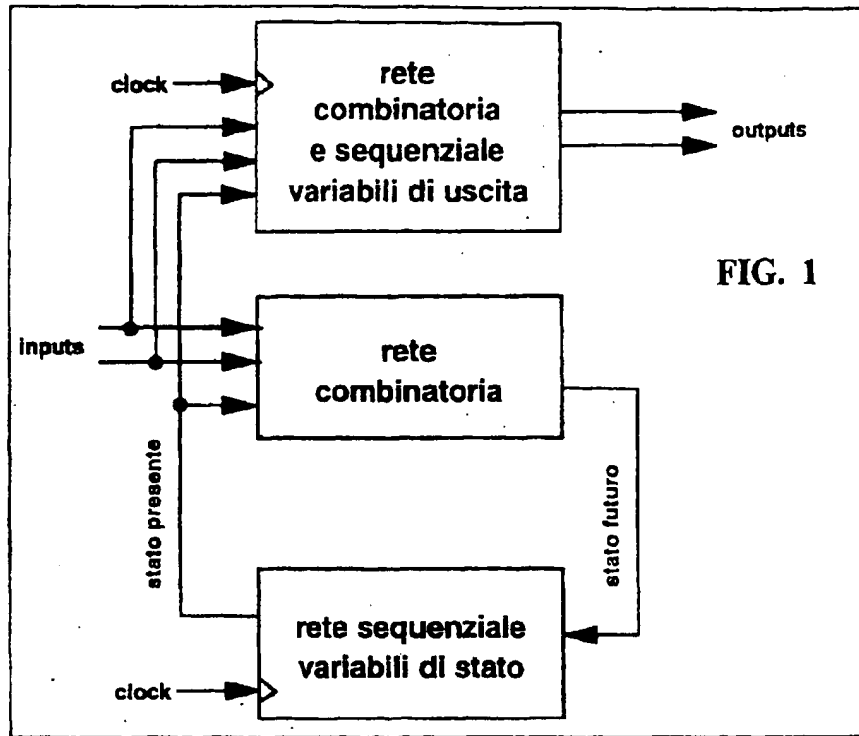 clock
rete
combinatoria
e sequenziale
variabili di uscita
outputs
FIG. 1
inputs
rete
combinatoria
stato presente
stato futuro
rete sequenziale
variabili di stato
clock